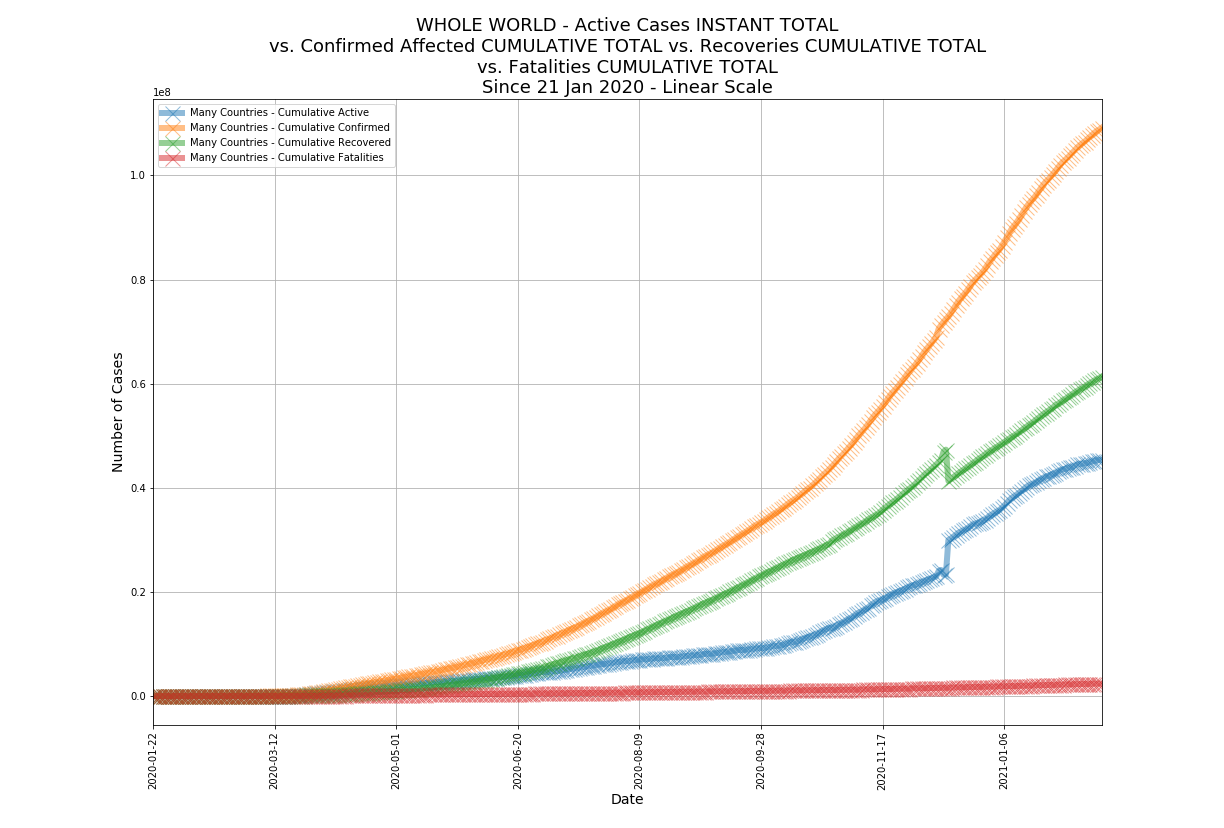 WHOLE WORLD - Active Cases INSTANT TOTAL
vs. Confirmed Affected CUMULATIVE TOTAL vs. Recoveries CUMULATIVE TOTAL
vs. Fatalities CUMULATIVE TOTAL
Since 21 Jan 2020 - Linear Scale
1e8
Many Countries - Cumulative Active
Many Countries - Cumulative Confirmed
Many Countries - Cumulative Recovered
Many Countries - Cumulative Fatalities
1.0
0.8
0.6
0.4
0.2
0.0
Number of Cases
2020-01-22
2020-03-12
2020-05-01
2020-06-20
2020-08-09
2020-09-28
2020-11-17
2021-01-06
Date